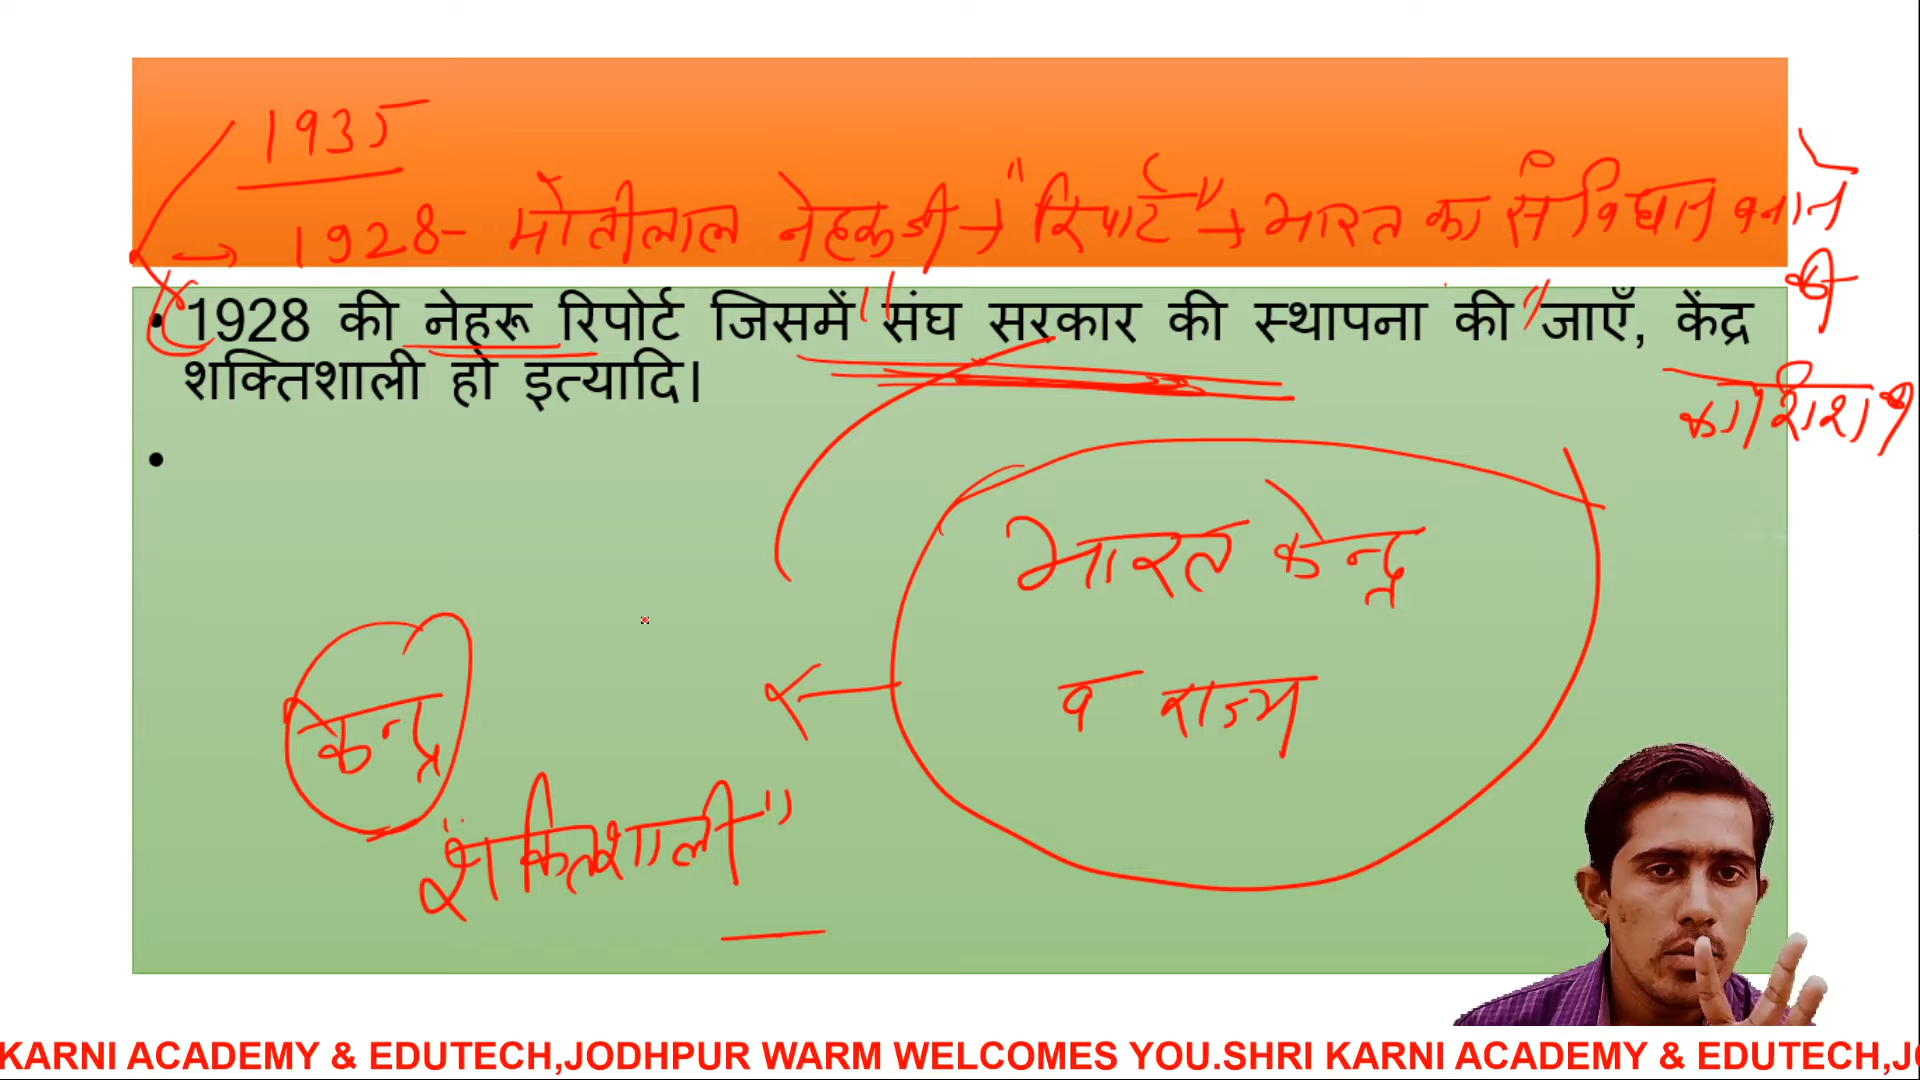 1935
1928- मोतीलाल नेहरू जी → "रिपोर्ट" → भारत का संविधान बनाने
की
कोशिश की
• 1928 की नेहरू रिपोर्ट जिसमें " संघ सरकार की स्थापना की " जाएँ, केंद्र
शक्तिशाली हो इत्यादि।
•
भारत केन्द्र
व राज्य
केन्द्र
"शक्तिशाली"
KARNI ACADEMY & EDUTECH,JODHPUR WARM WELCOMES YOU.SHRI KARNI ACADEMY & EDUTECH,JO